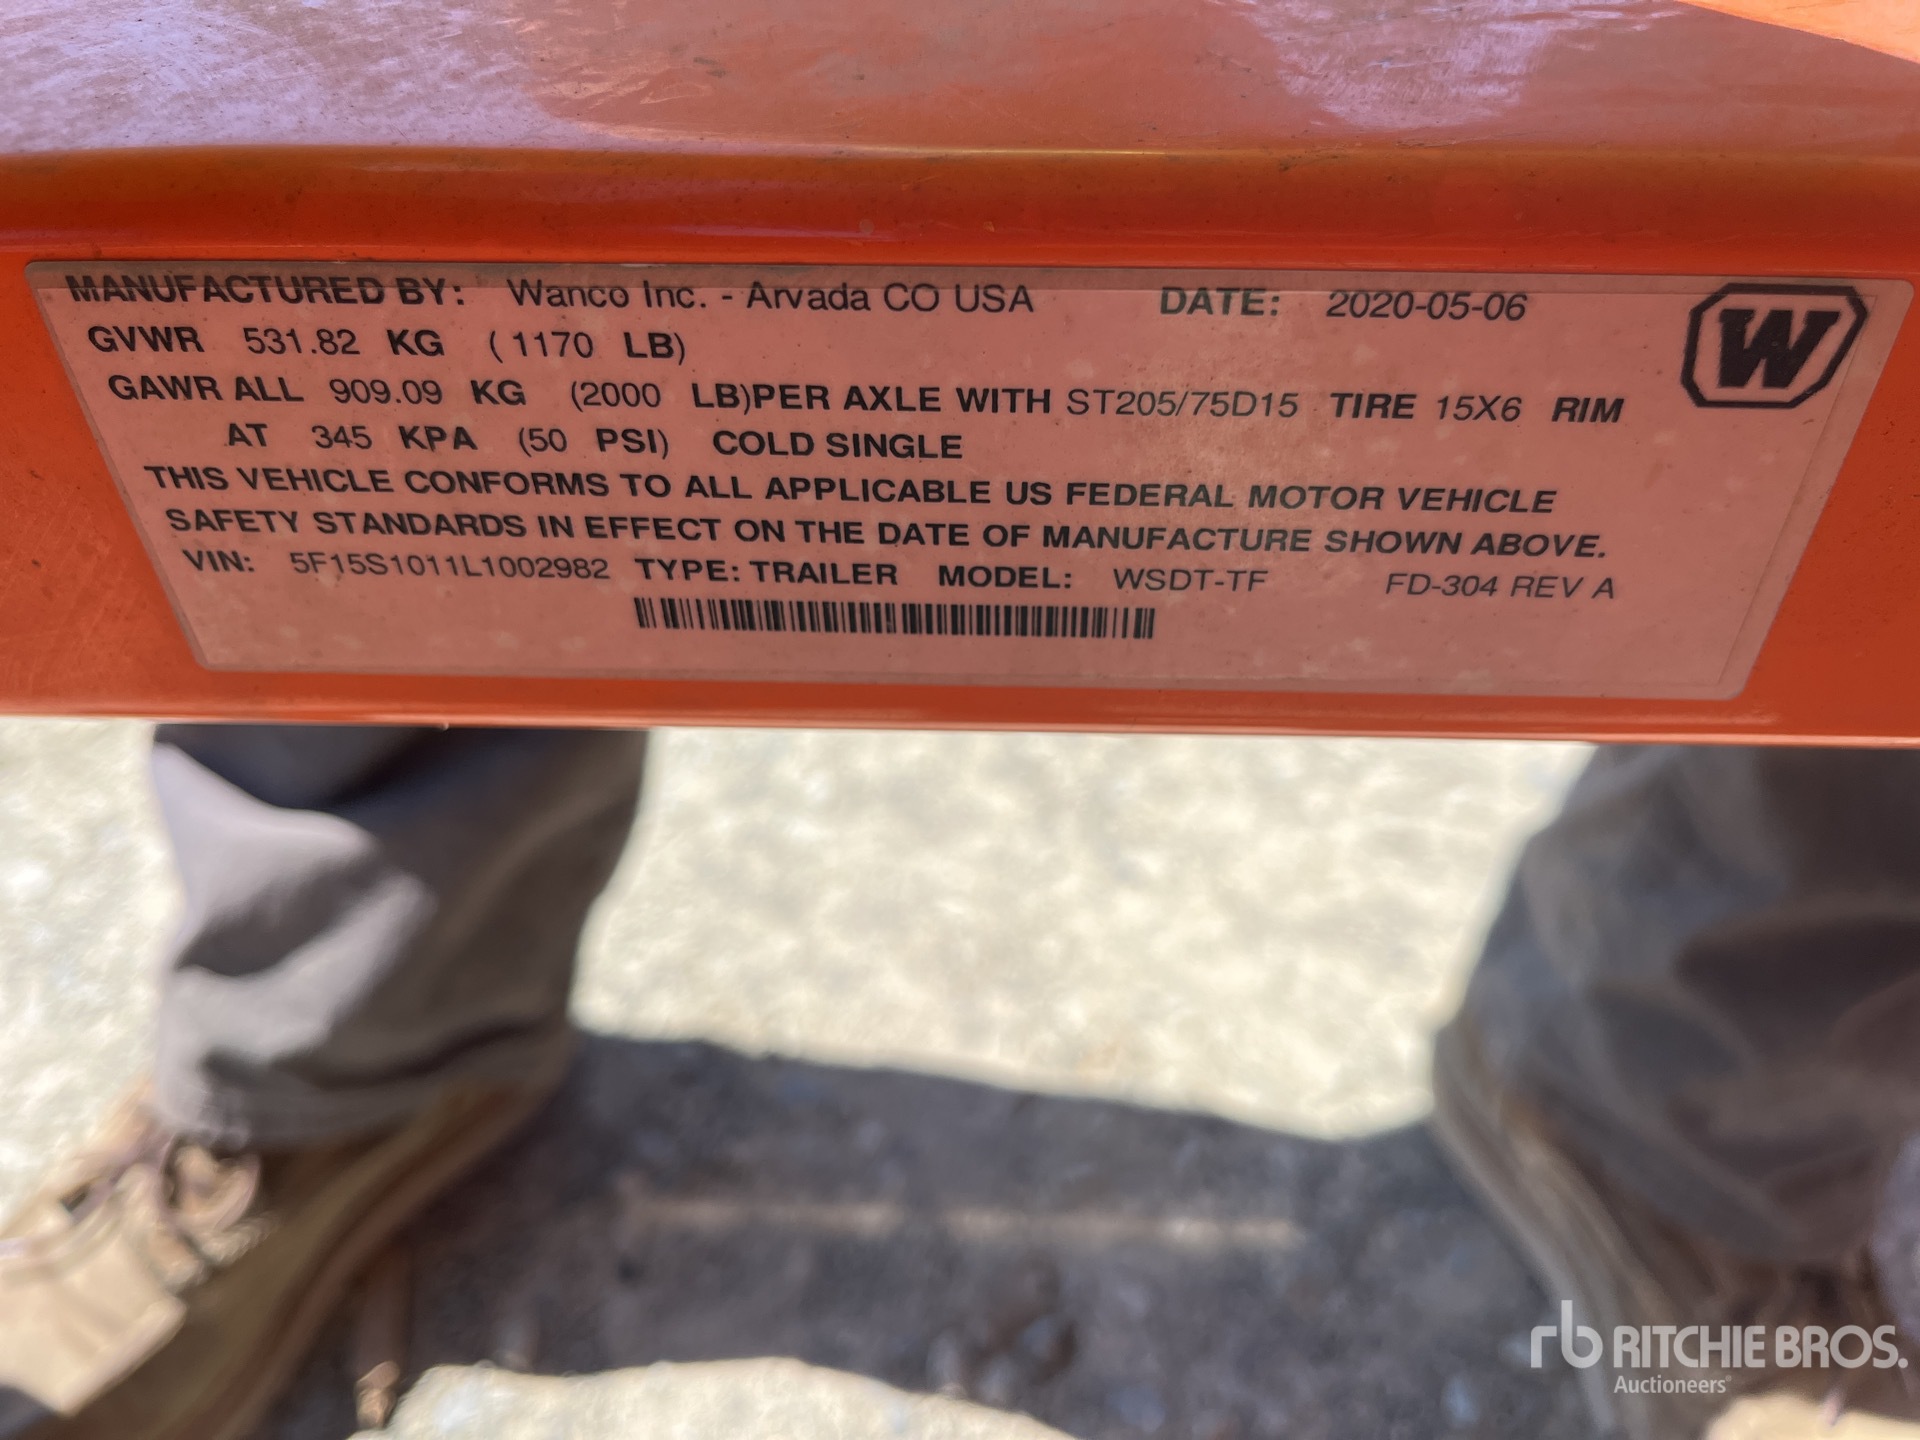 MANUFACTURED BY: Wanco Inc. - Arvada CO USA DATE: 2020-05-06
W
GVWR 531.82 KG (1170 LB)
GAWR ALL 909.09 KG (2000 LB)PER AXLE WITH ST205/75D15 TIRE 15X6 RIM
AT 345 KPA (50 PSI) COLD SINGLE
THIS VEHICLE CONFORMS TO ALL APPLICABLE US FEDERAL MOTOR VEHICLE
SAFETY STANDARDS IN EFFECT ON THE DATE OF MANUFACTURE SHOWN ABOVE.
VIN: 5F15S1011L1002982 TYPE: TRAILER MODEL: WSDT-TF FD-304 REV A
rb RITCHIE BROS.
Auctioneers